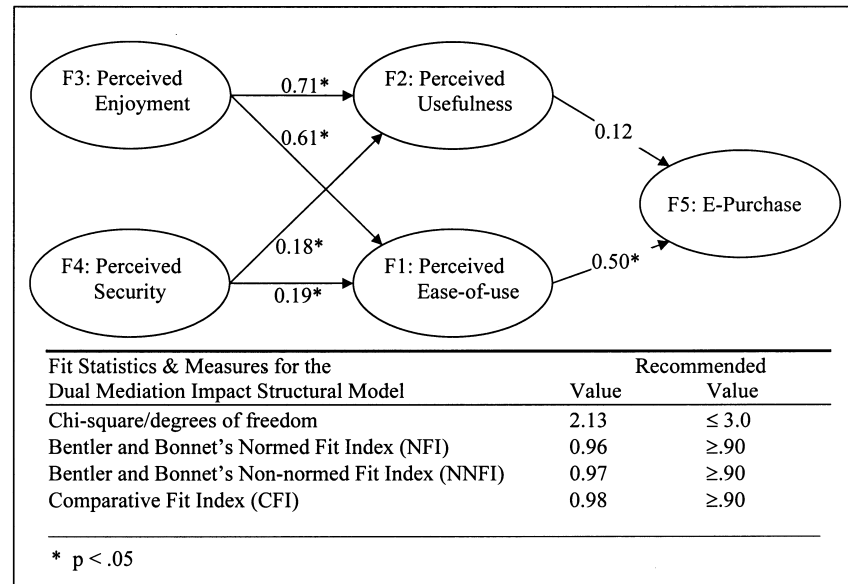 F3: Perceived
Enjoyment
0.71*
F2: Perceived
Usefulness
0.61*
0.12
F5: E-Purchase
F4: Perceived
Security
0.18*
0.19*
F1: Perceived
Ease-of-use
0.50*
Fit Statistics & Measures for the Recommended
Dual Mediation Impact Structural Model Value Value
Chi-square/degrees of freedom 2.13 ≤ 3.0
Bentler and Bonnet's Normed Fit Index (NFI) 0.96 ≥.90
Bentler and Bonnet's Non-normed Fit Index (NNFI) 0.97 ≥.90
Comparative Fit Index (CFI) 0.98 ≥.90
* p < .05